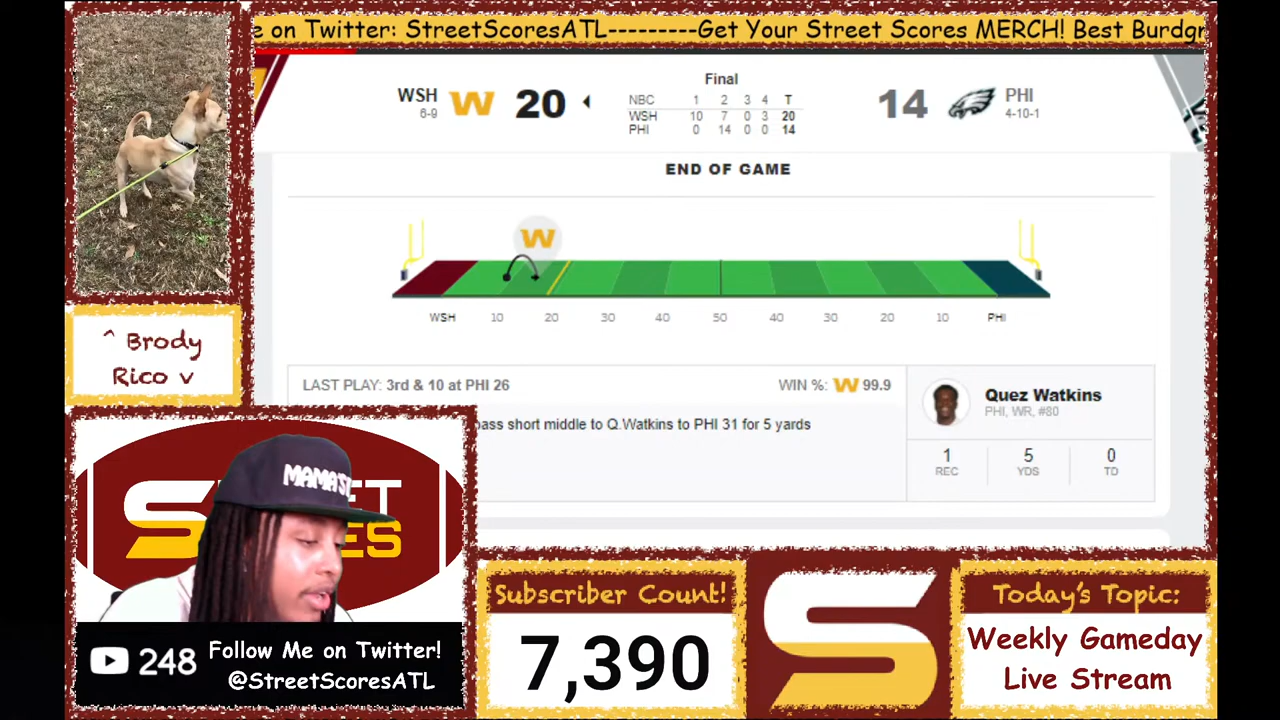 e on Twitter: StreetScoresATL---------Get Your Street Scores MERCH! Best Burdgr
WSH
6-9
W
20
Final
NBC 1 2 3 4 T
WSH 10 7 0 3 20
PHI 0 14 0 0 14
14
PHI
4-10-1
END OF GAME
W
WSH 10 20 30 40 50 40 30 20 10 PHI
^ Brody
Rico v
LAST PLAY: 3rd & 10 at PHI 26
WIN %: W 99.9
pass short middle to Q.Watkins to PHI 31 for 5 yards
Quez Watkins
PHI, WR, #80
1 5 0
REC YDS TD
MAMA'S
248
Follow Me on Twitter!
@StreetScoresATL
Subscriber Count!
7,390
S
Today's Topic:
Weekly Gameday
Live Stream